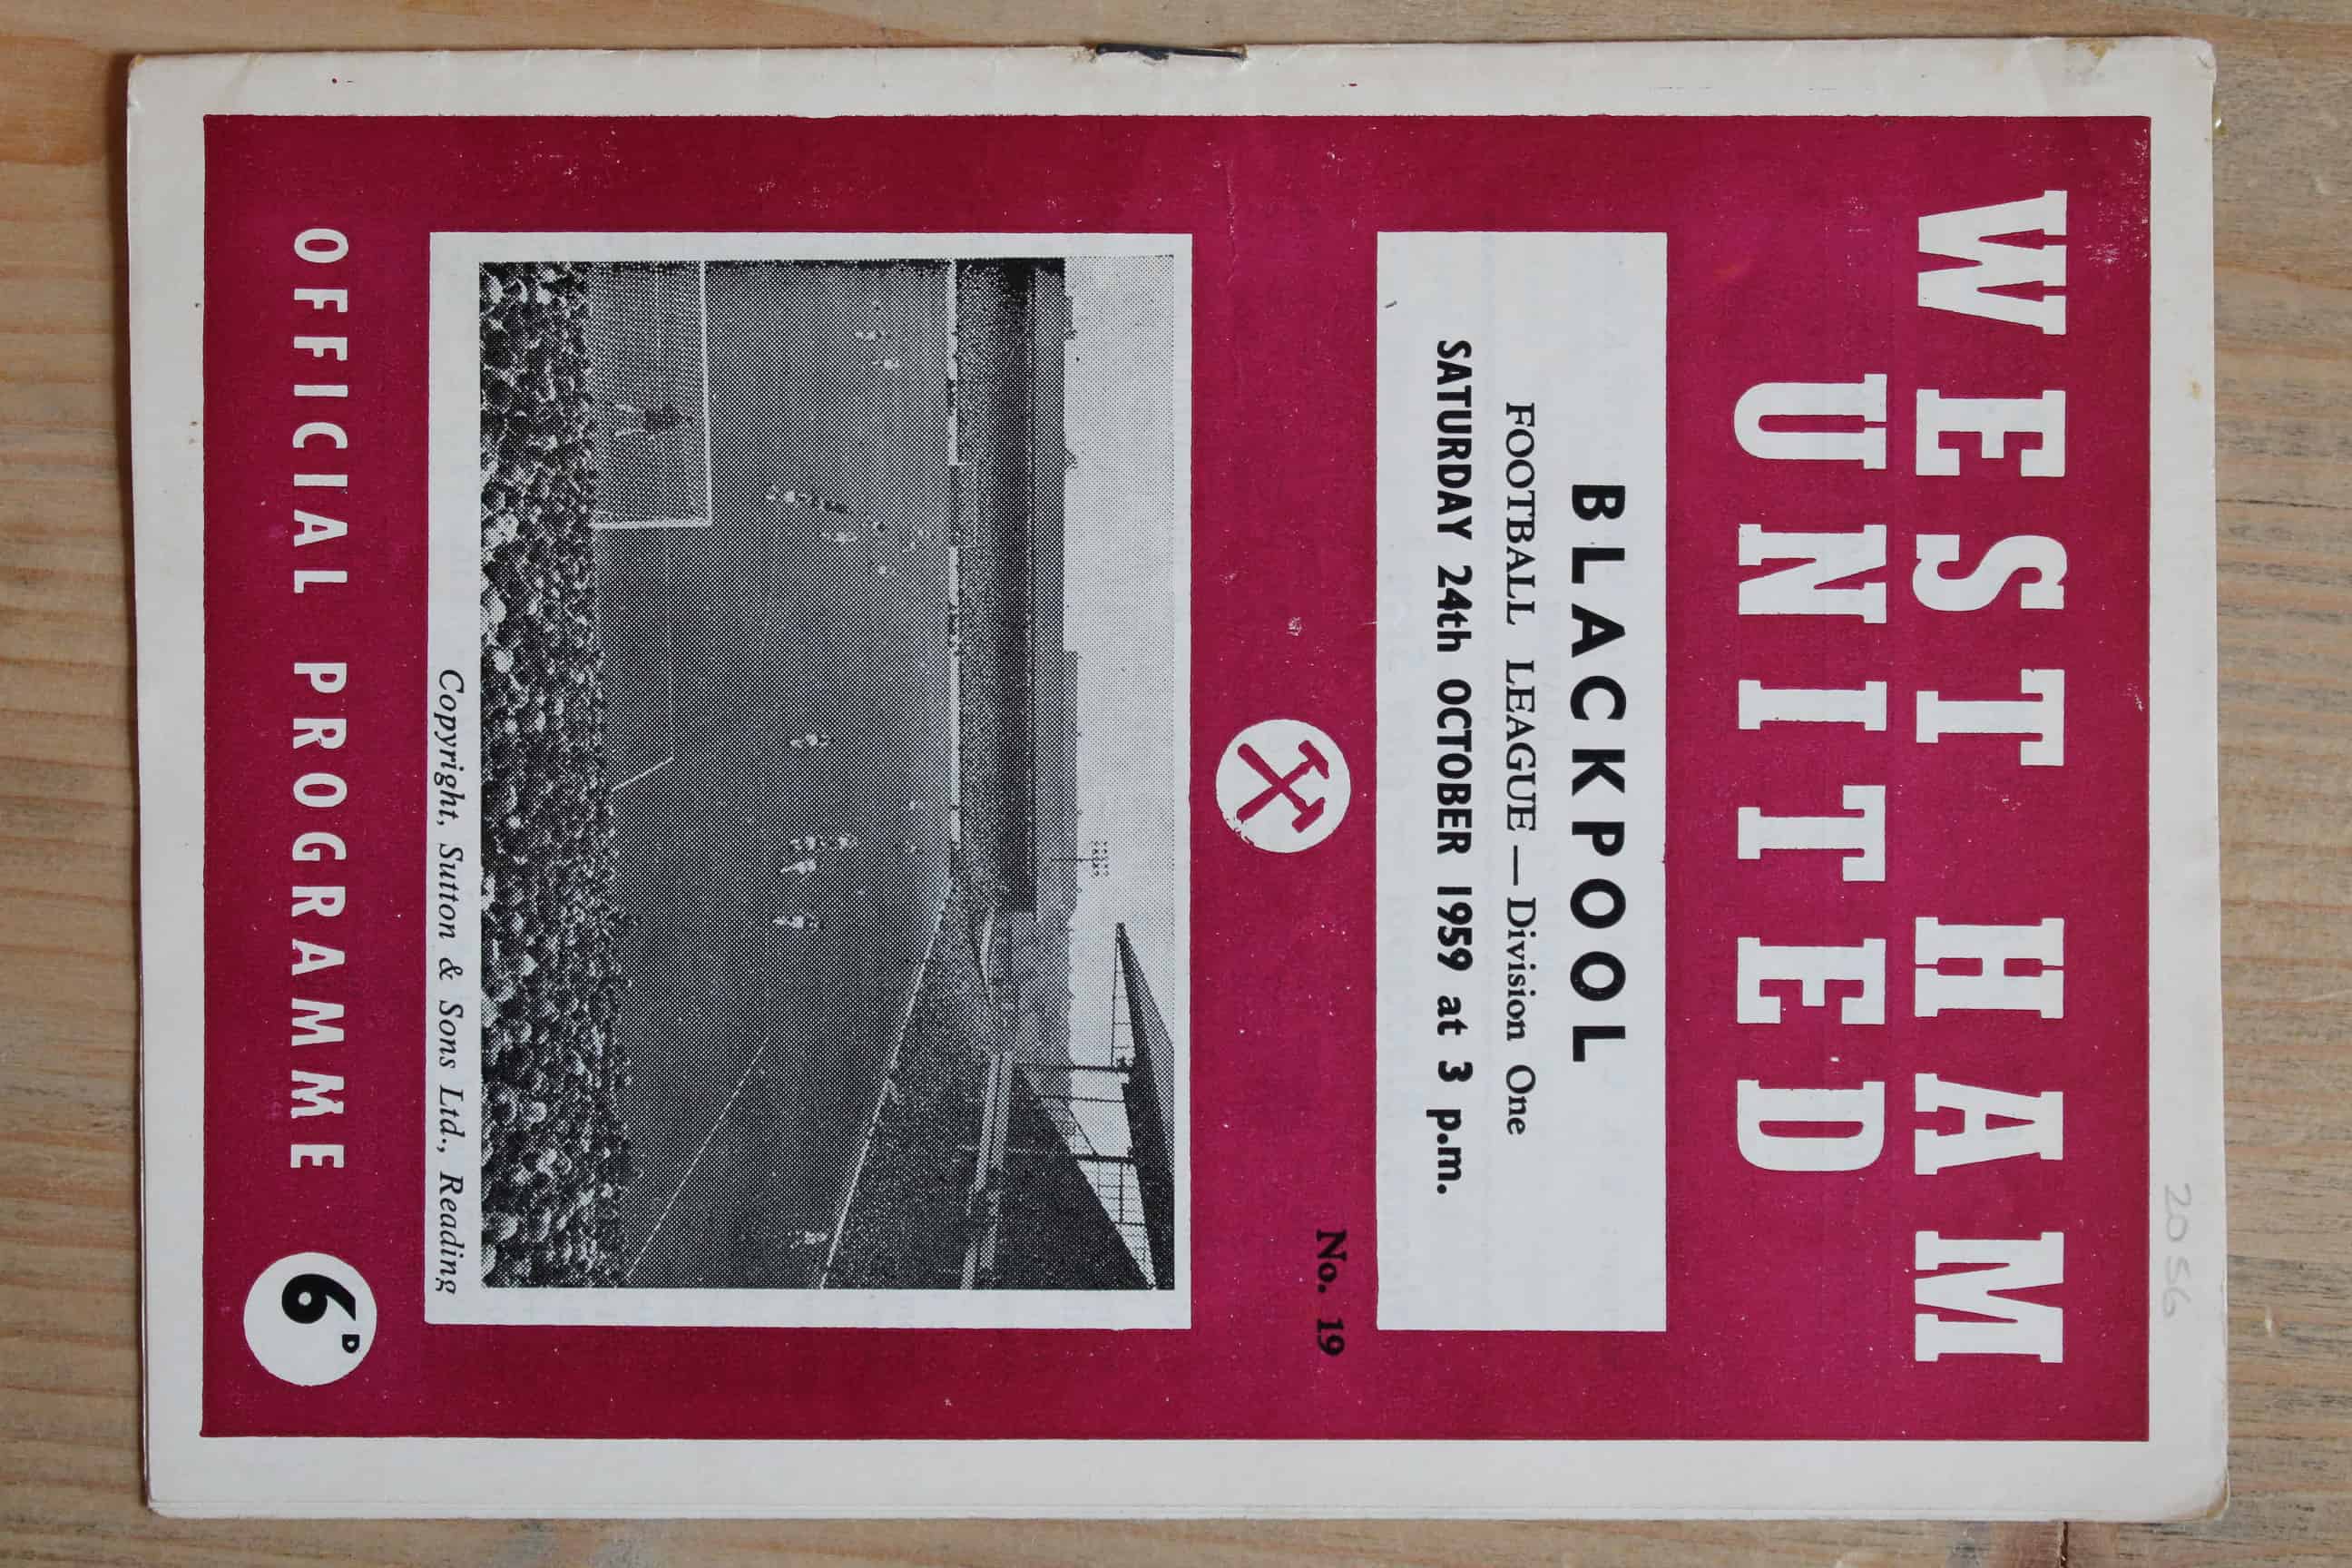 2056
WEST HAM
UNITED
BLACKPOOL
FOOTBALL LEAGUE — Division One
SATURDAY 24th OCTOBER 1959 at 3 p.m.
No. 19
Copyright, Sutton & Sons Ltd., Reading
OFFICIAL PROGRAMME
6D